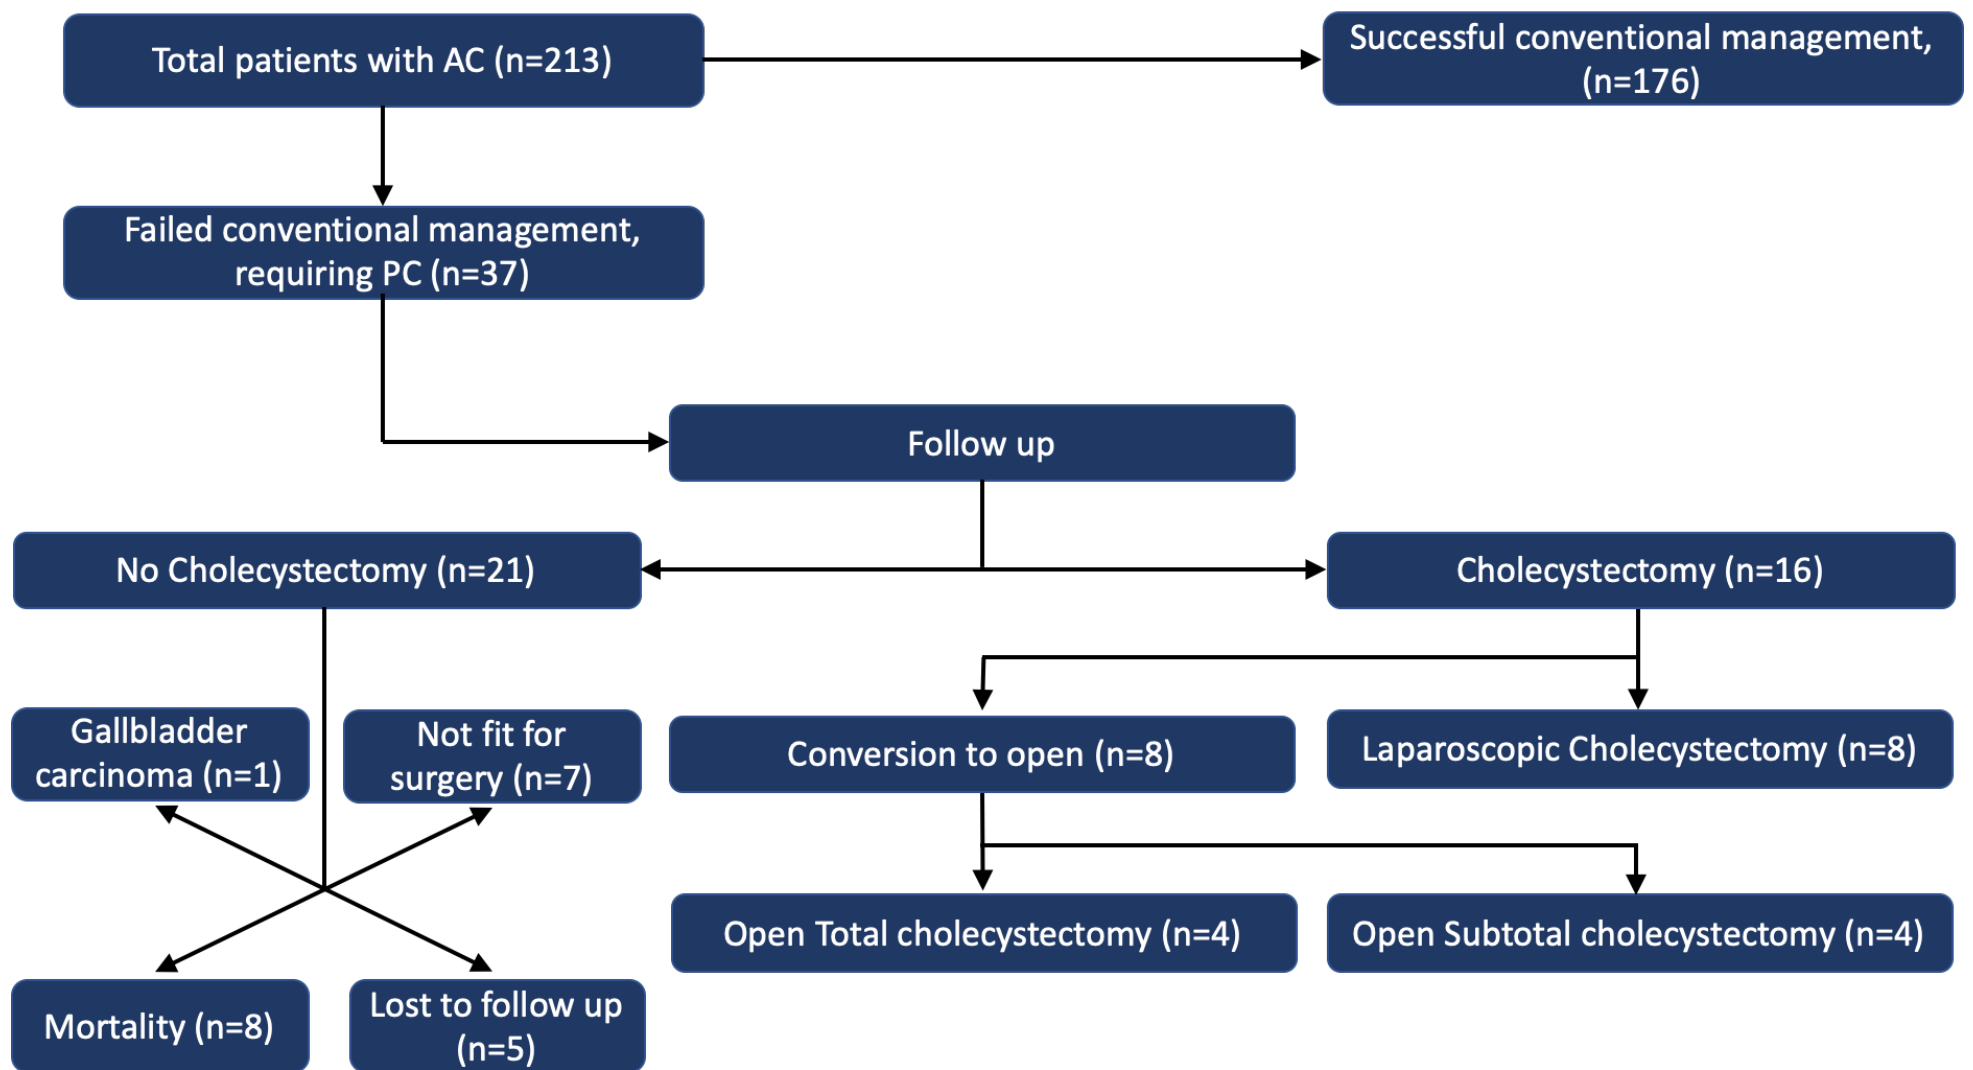 Total patients with AC (n=213)
Successful conventional management,
(n=176)
Failed conventional management,
requiring PC (n=37)
Follow up
No Cholecystectomy (n=21)
Cholecystectomy (n=16)
Gallbladder
carcinoma (n=1)
Not fit for
surgery (n=7)
Conversion to open (n=8)
Laparoscopic Cholecystectomy (n=8)
Open Total cholecystectomy (n=4)
Open Subtotal cholecystectomy (n=4)
Mortality (n=8)
Lost to follow up
(n=5)